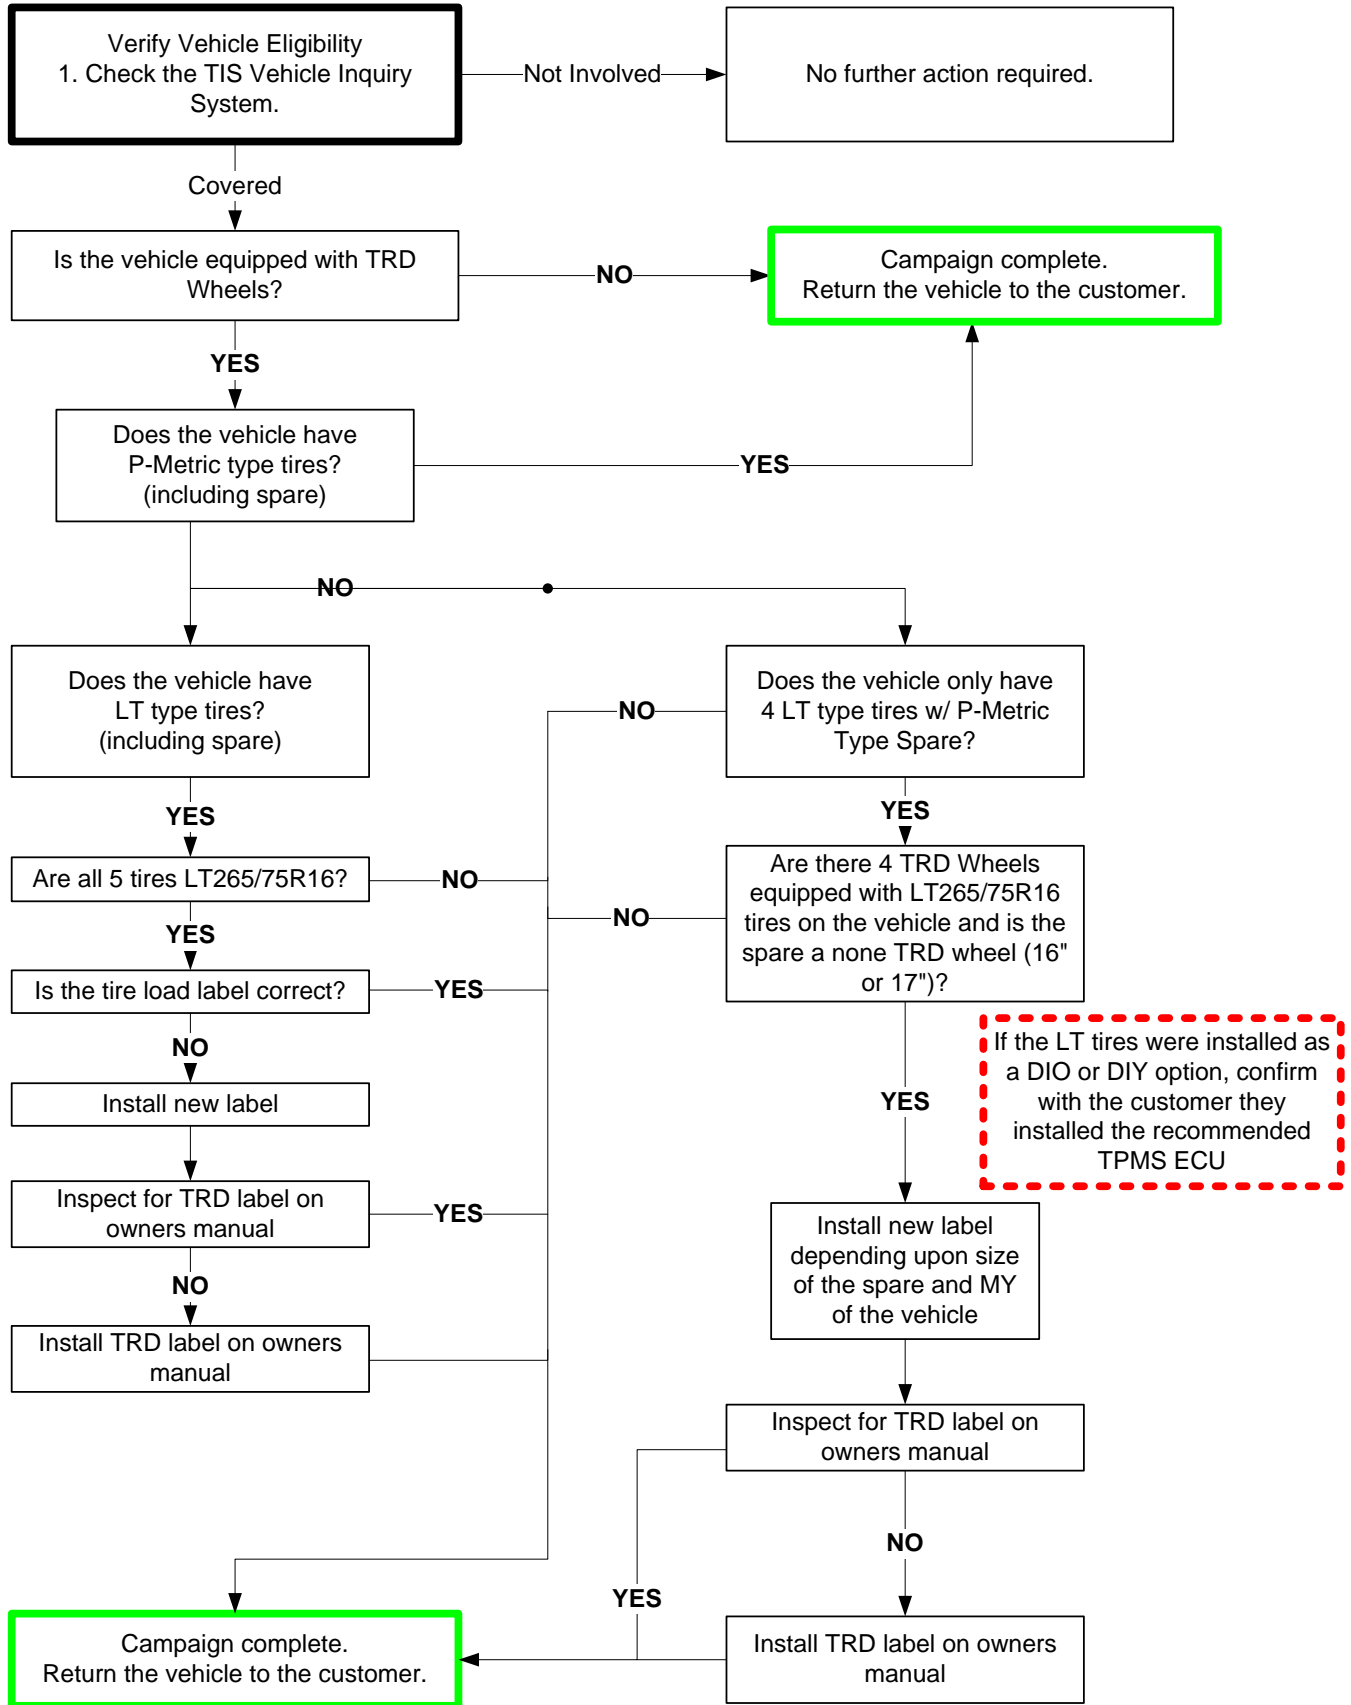 Verify Vehicle Eligibility
1. Check the TIS Vehicle Inquiry
System.
Not Involved
No further action required.
Covered
Is the vehicle equipped with TRD
Wheels?
NO
Campaign complete.
Return the vehicle to the customer.
YES
Does the vehicle have
P-Metric type tires?
(including spare)
YES
NO
Does the vehicle have
LT type tires?
(including spare)
NO
Does the vehicle only have
4 LT type tires w/ P-Metric
Type Spare?
YES
YES
Are all 5 tires LT265/75R16?
NO
Are there 4 TRD Wheels
equipped with LT265/75R16
tires on the vehicle and is the
spare a none TRD wheel (16"
or 17")?
NO
YES
Is the tire load label correct?
YES
NO
Install new label
YES
If the LT tires were installed as
a DIO or DIY option, confirm
with the customer they
installed the recommended
TPMS ECU
Inspect for TRD label on
owners manual
YES
Install new label
depending upon size
of the spare and MY
of the vehicle
NO
Install TRD label on owners
manual
Inspect for TRD label on
owners manual
NO
YES
Campaign complete.
Return the vehicle to the customer.
Install TRD label on owners
manual